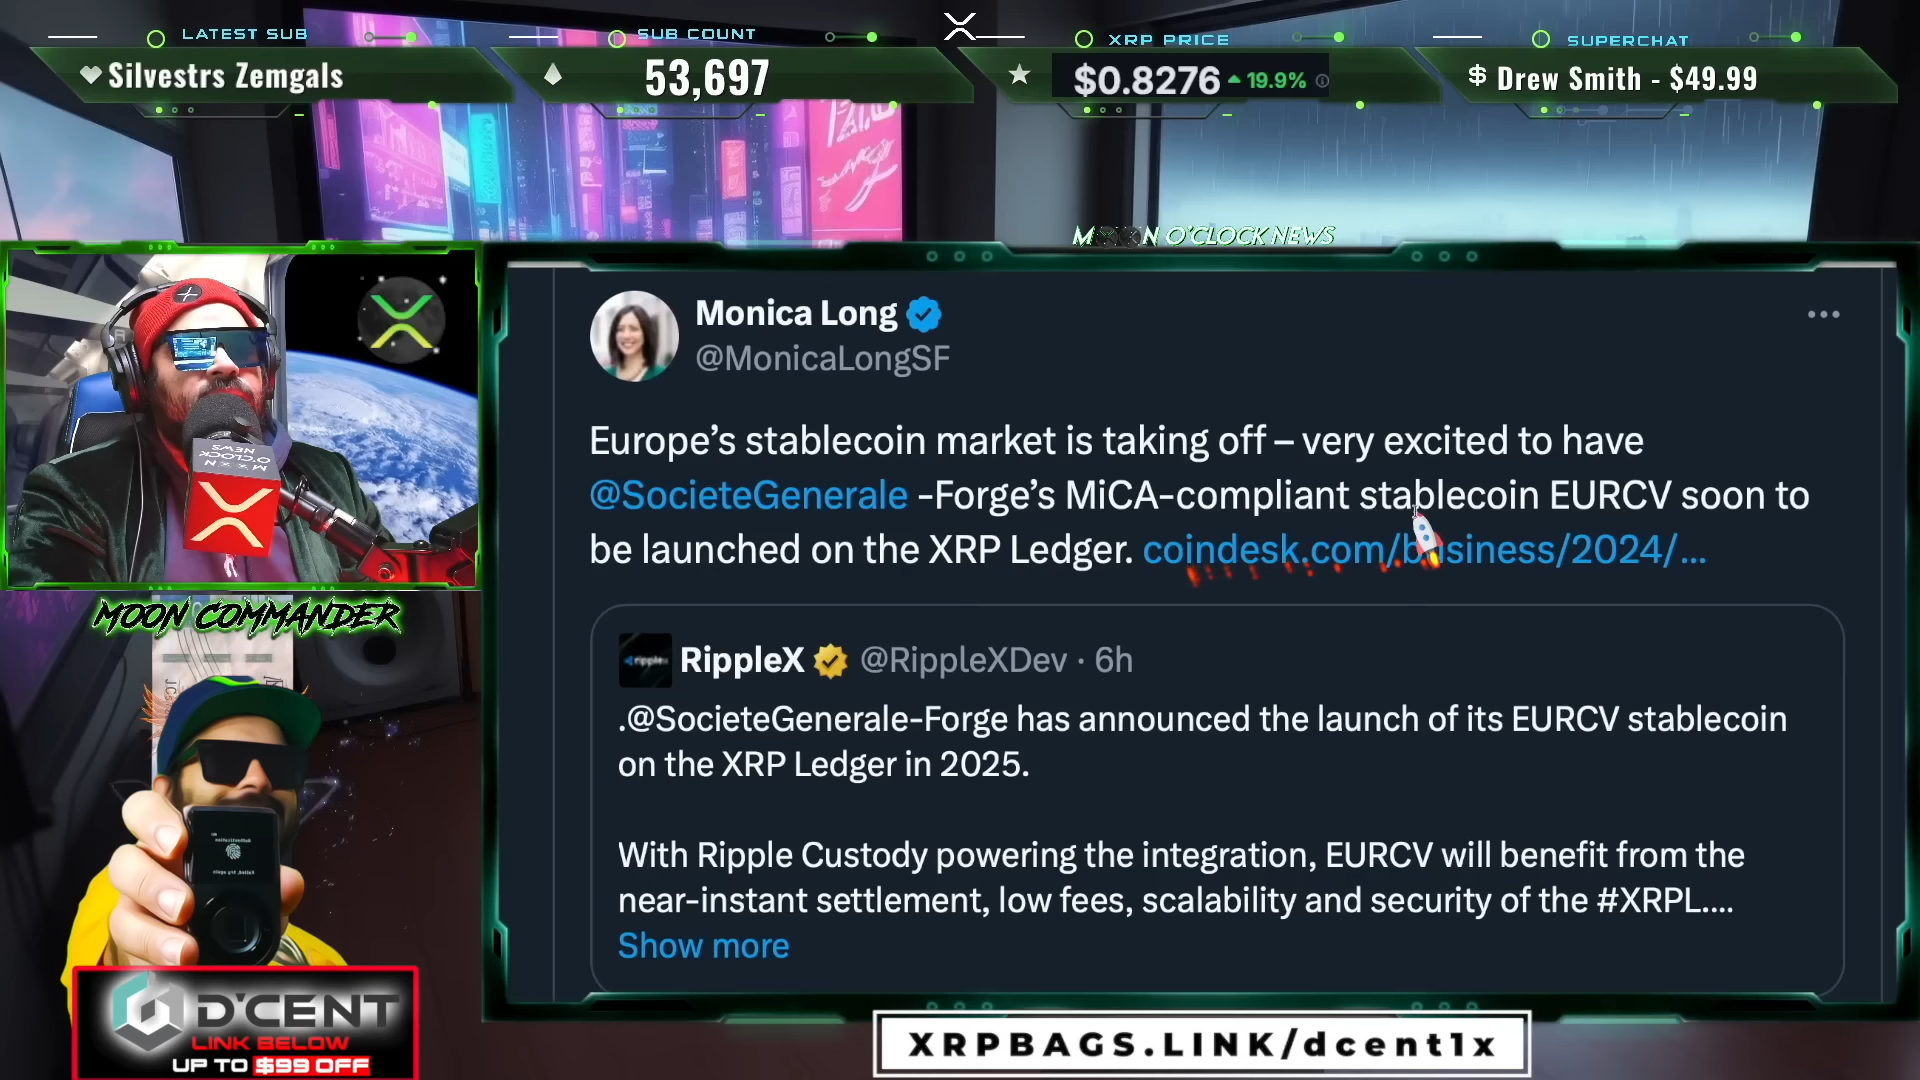 LATEST SUB
Silvestrs Zemgals
SUB COUNT
53,697
XRP PRICE
$0.8276 19.9%
SUPERCHAT
$ Drew Smith - $49.99
O'CLOCK NEWS
Monica Long
@MonicaLongSF
Europe’s stablecoin market is taking off – very excited to have
@SocieteGenerale -Forge’s MiCA-compliant stablecoin EURCV soon to
be launched on the XRP Ledger. coindesk.com/business/2024/…
ripple
RippleX @RippleXDev · 6h
.@SocieteGenerale-Forge has announced the launch of its EURCV stablecoin
on the XRP Ledger in 2025.
With Ripple Custody powering the integration, EURCV will benefit from the
near-instant settlement, low fees, scalability and security of the #XRPL....
Show more
O'CLOCK
NEWS
MOON COMMANDER
D'CENT
LINK BELOW
UP TO $99 OFF
XRPBAGS.LINK/dcent1x